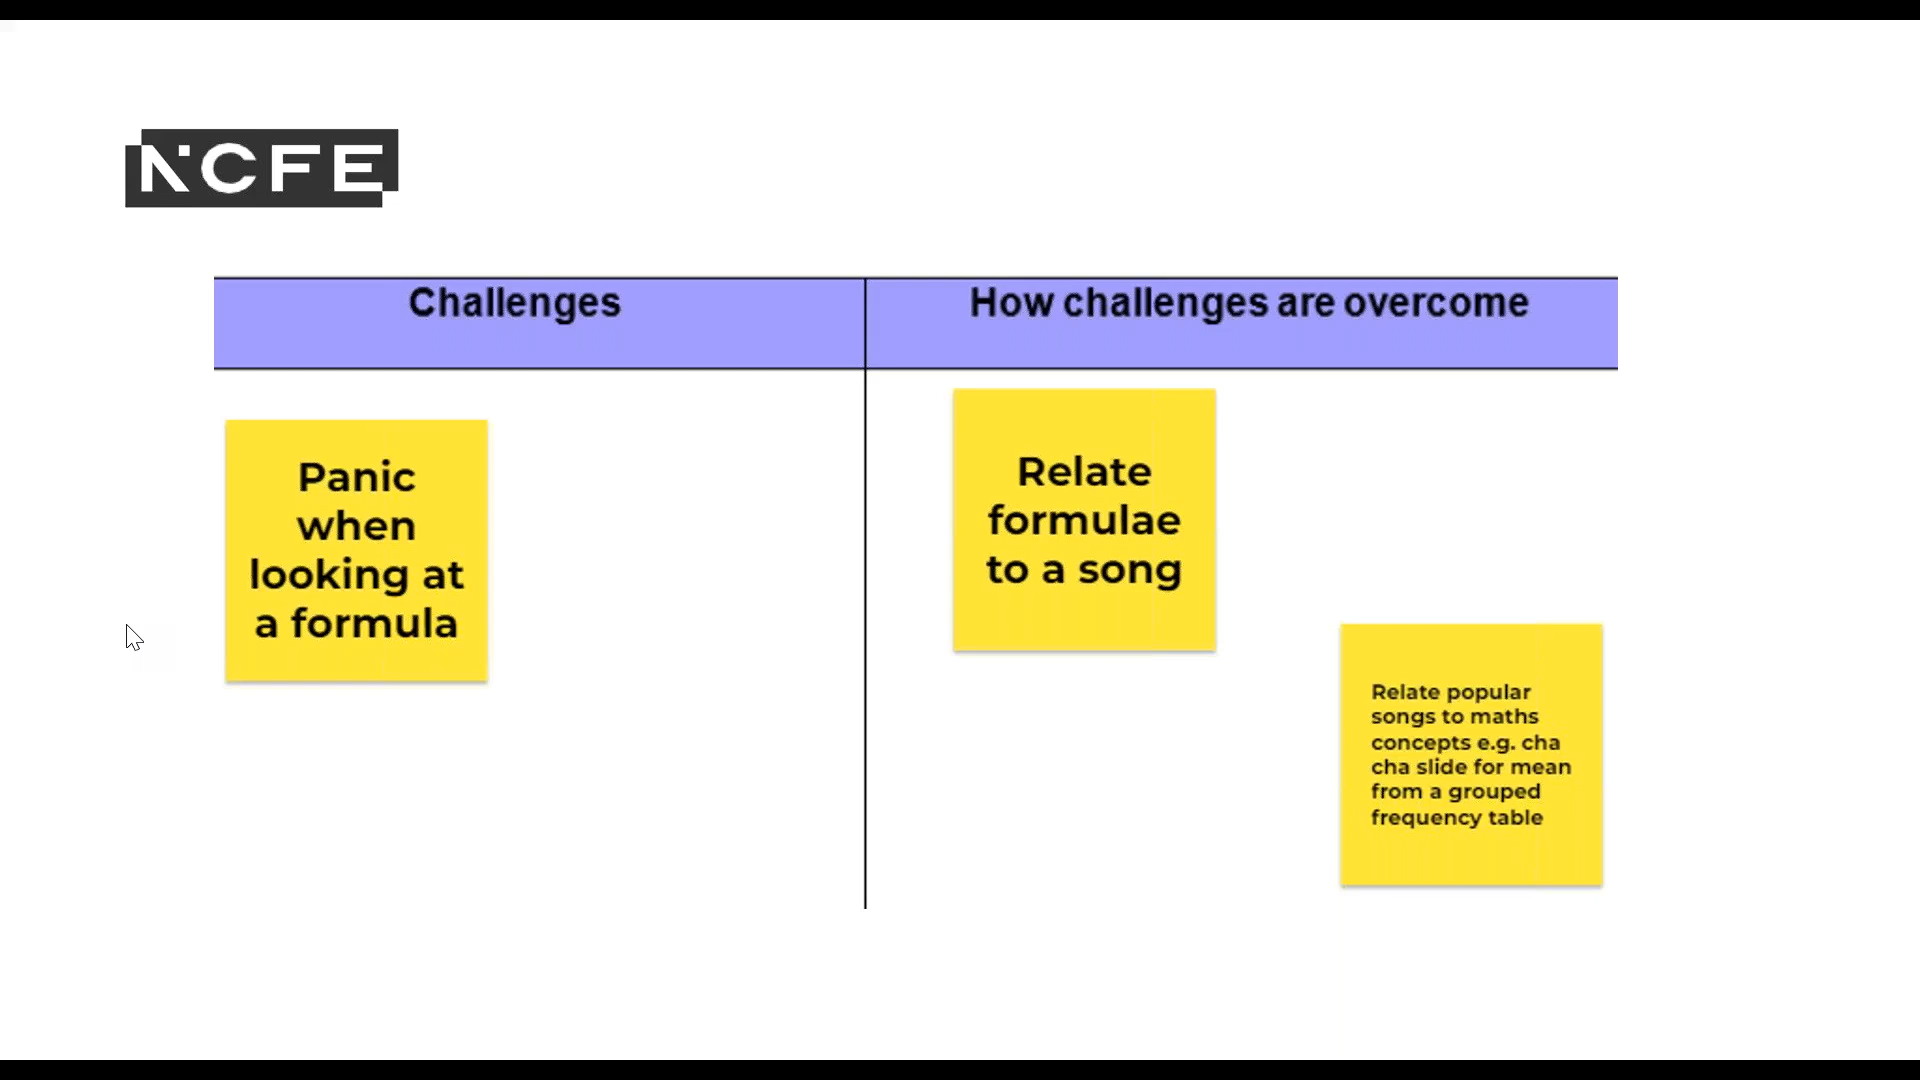 NCFE
Challenges
How challenges are overcome
Panic
when
looking at
a formula
Relate
formulae
to a song
Relate popular
songs to maths
concepts e.g. cha
cha slide for mean
from a grouped
frequency table